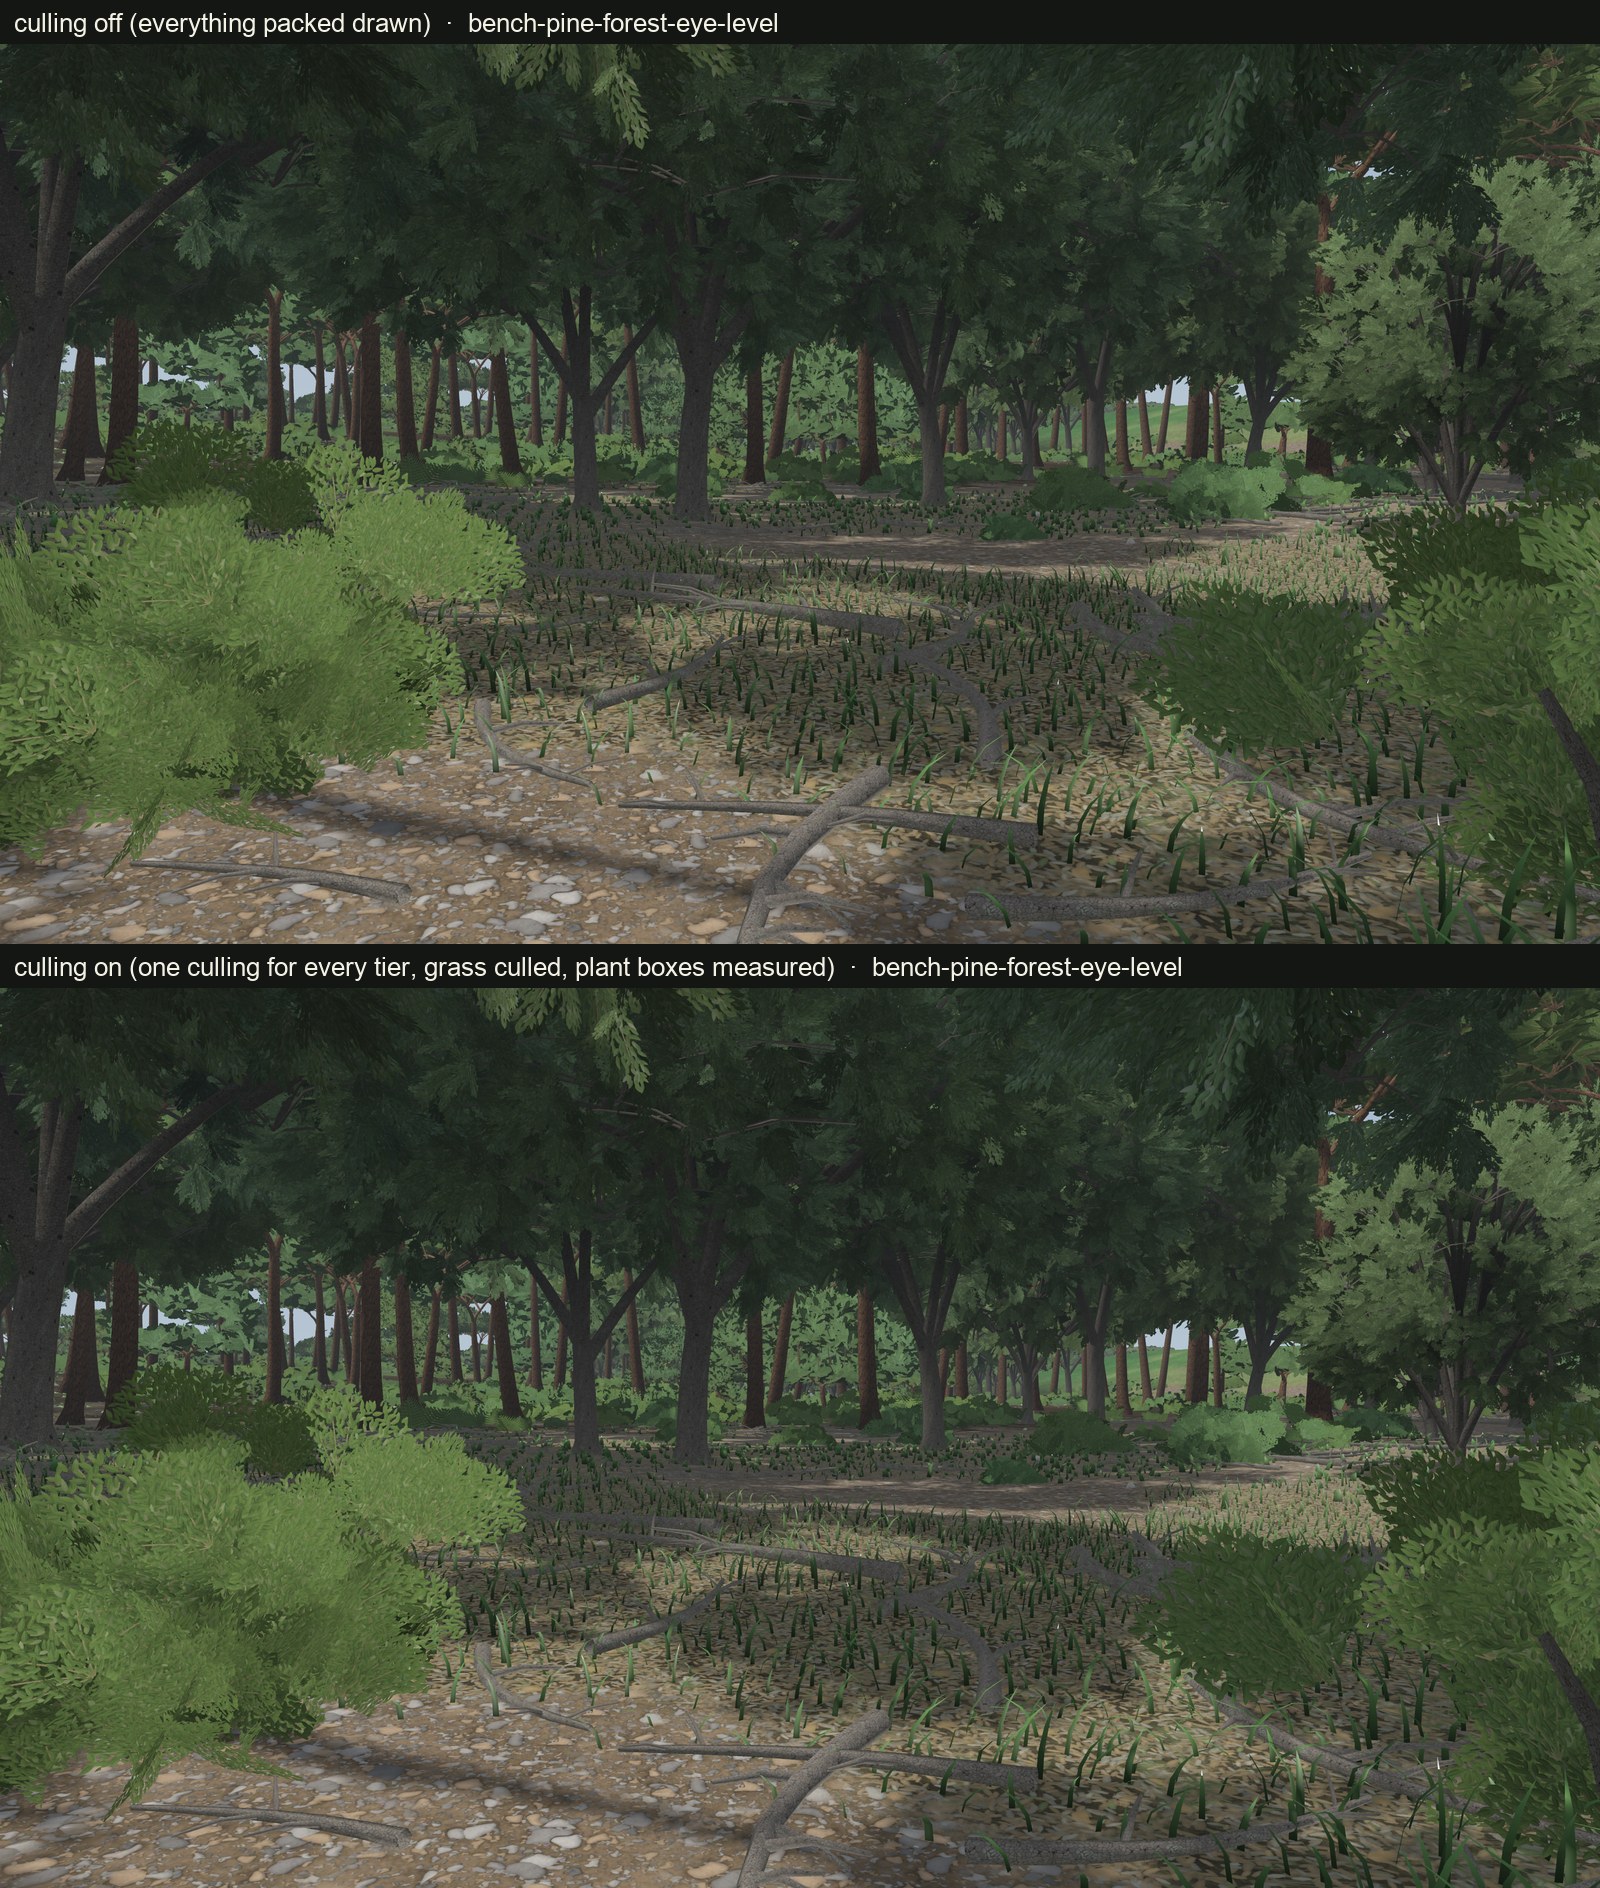 culling off (everything packed drawn) · bench-pine-forest-eye-level
culling on (one culling for every tier, grass culled, plant boxes measured) · bench-pine-forest-eye-level